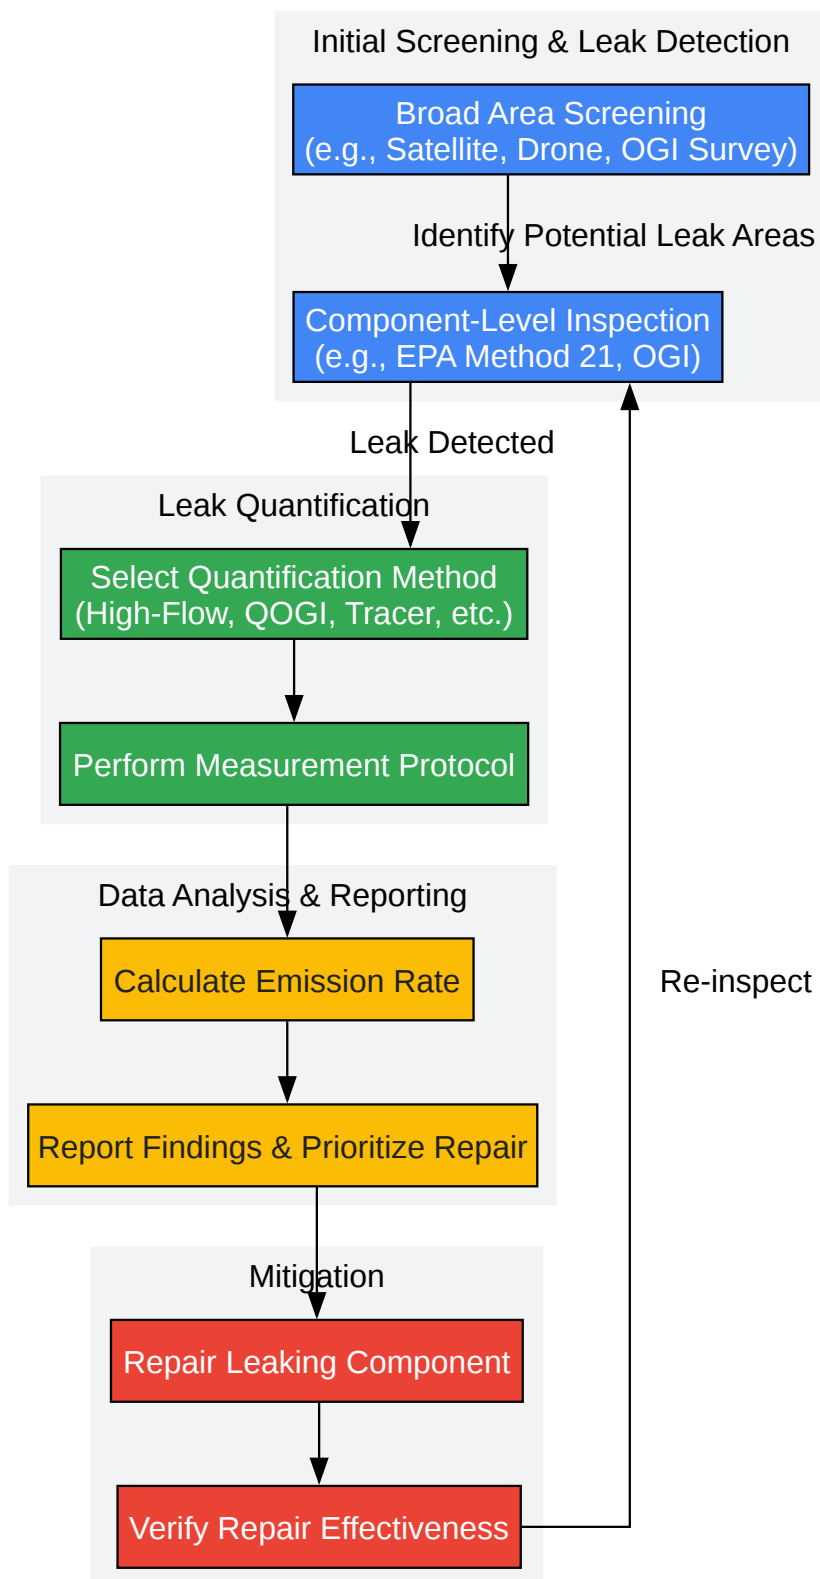 Initial Screening & Leak Detection
Broad Area Screening
(e.g., Satellite, Drone, OGI Survey)
Identify Potential Leak Areas
Component-Level Inspection
(e.g., EPA Method 21, OGI)
Leak Detected
Leak Quantification
Select Quantification Method
(High-Flow, QOGI, Tracer, etc.)
Perform Measurement Protocol
Data Analysis & Reporting
Calculate Emission Rate
Re-inspect
Report Findings & Prioritize Repair
Mitigation
Repair Leaking Component
Verify Repair Effectiveness